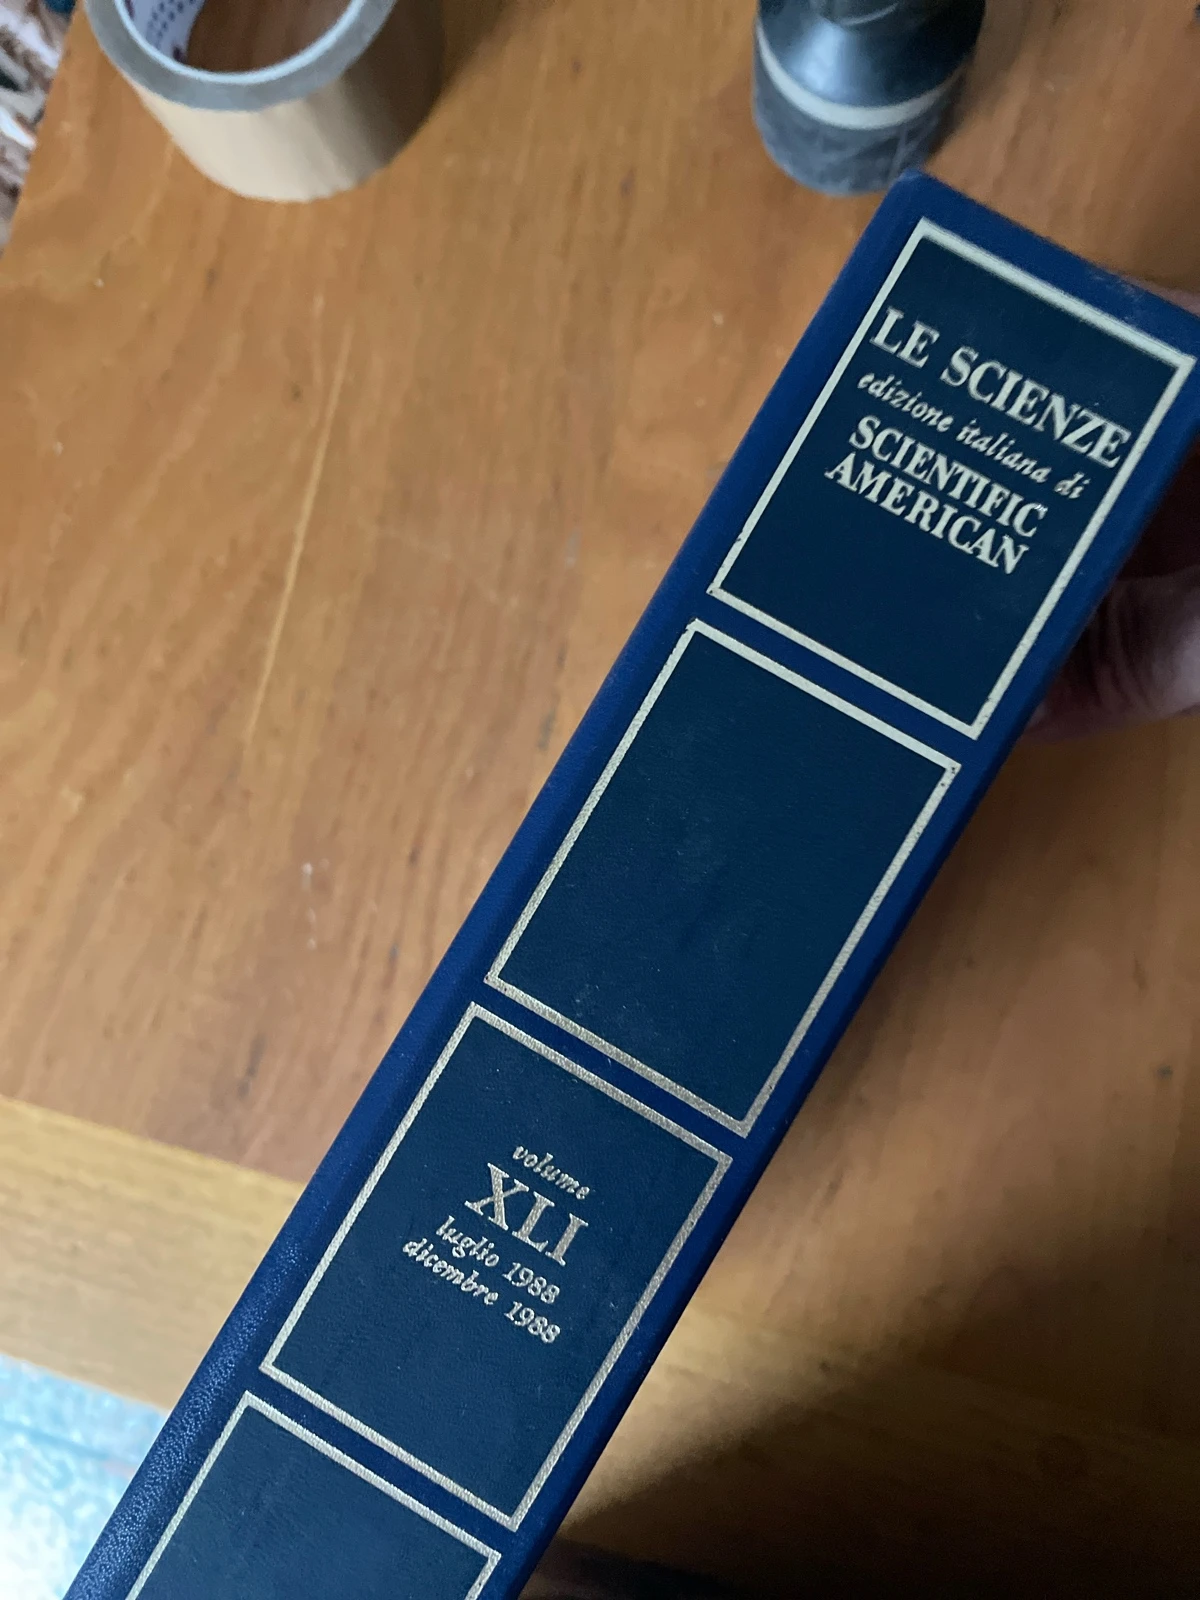 LE SCIENZE
edizione italiana di
SCIENTIFIC
AMERICAN
volume
XLI
luglio 1988
dicembre 1988